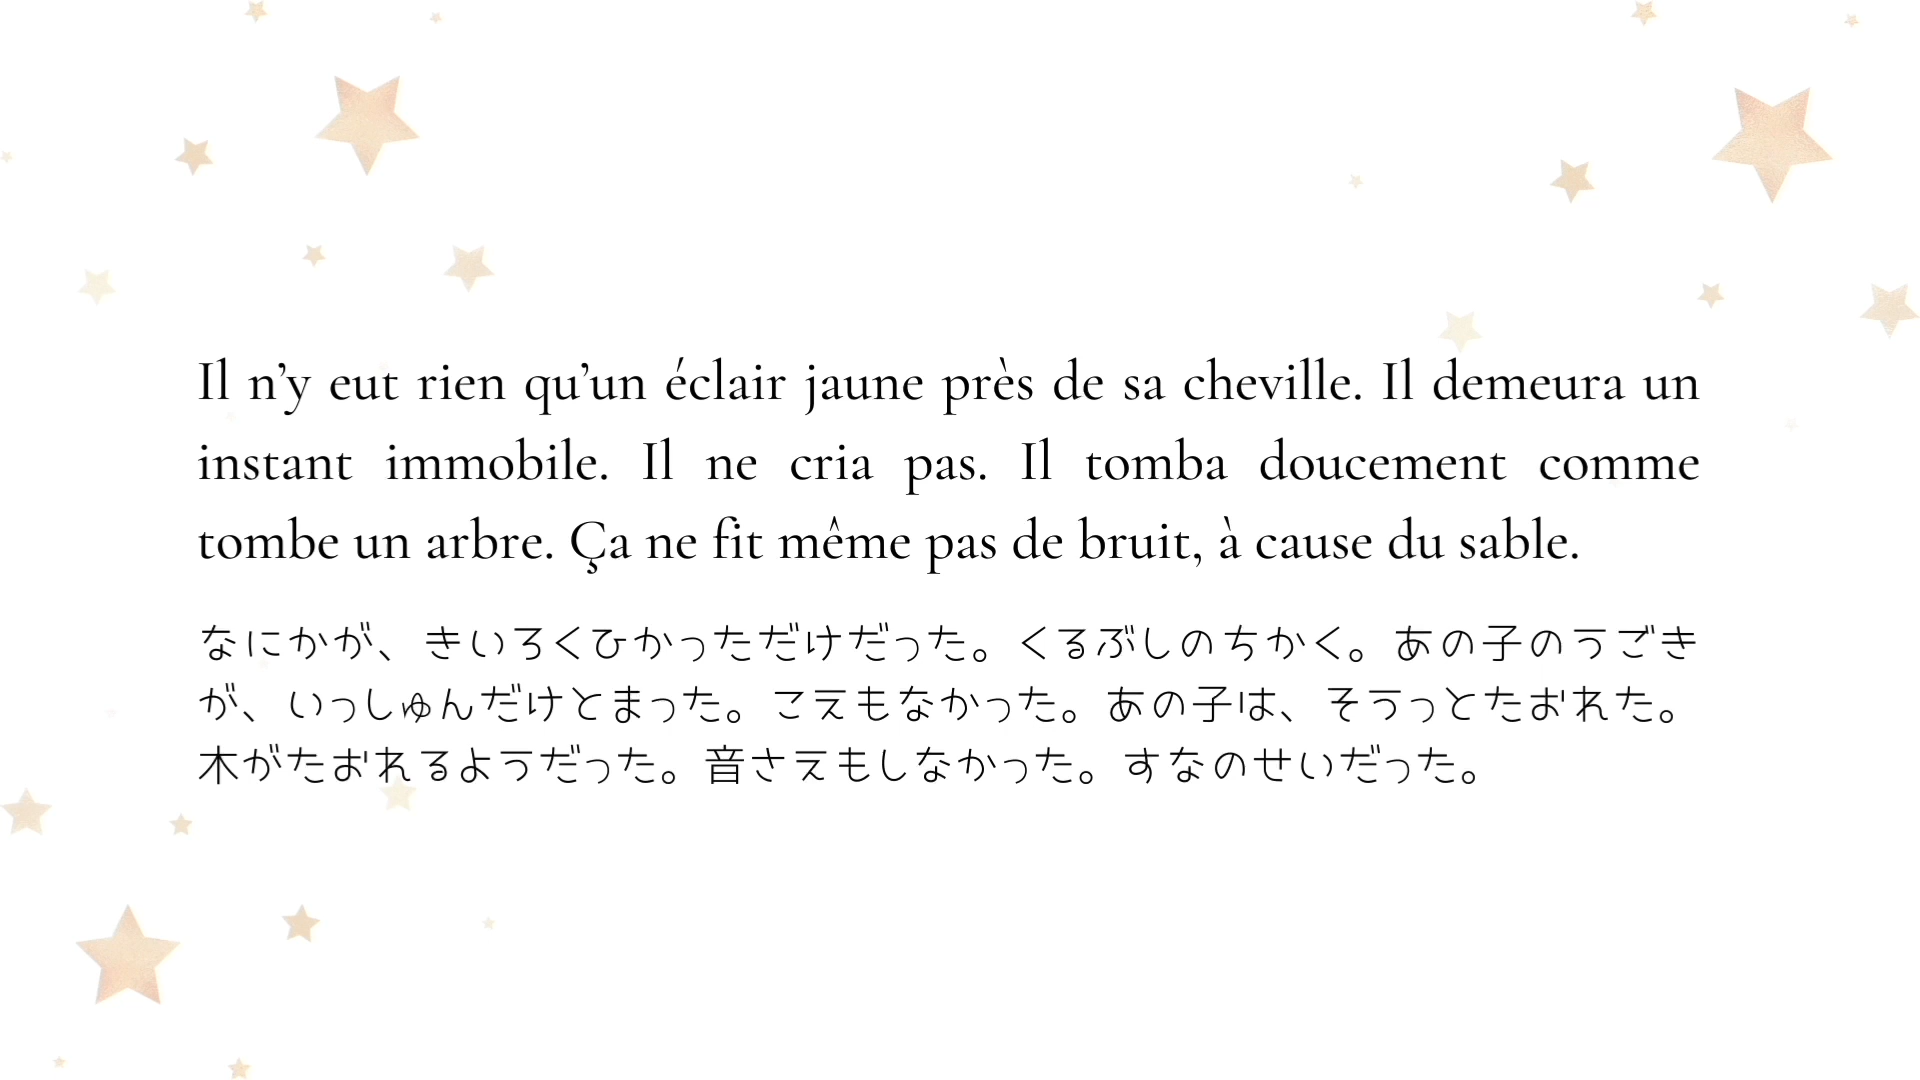 Il n’y eut rien qu’un éclair jaune près de sa cheville. Il demeura un
instant immobile. Il ne cria pas. Il tomba doucement comme
tombe un arbre. Ça ne fit même pas de bruit, à cause du sable.
なにかが、きいろくひかっただけだった。くるぶしのちかく。あの子のうごき
が、いっしゅんだけとまった。こえもなかった。あの子は、そうっとたおれた。
木がたおれるようだった。音さえもしなかった。すなのせいだった。